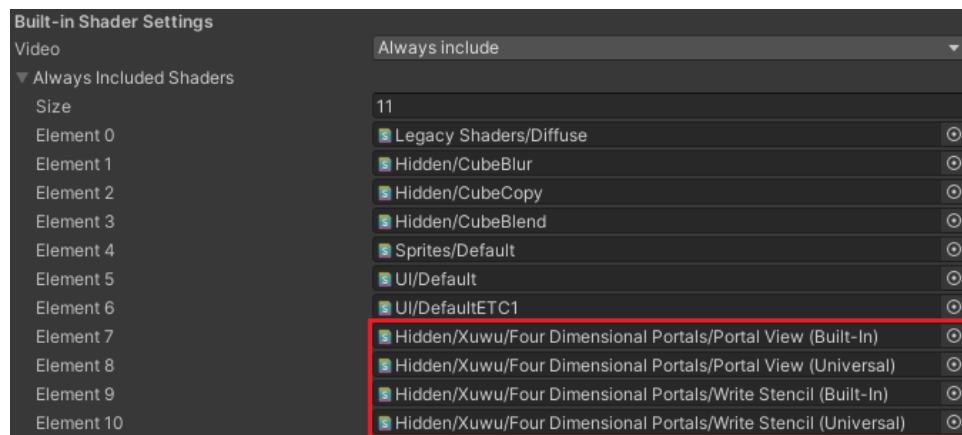 Built-in Shader Settings
Video Always include
Always Included Shaders
Size 11
Element 0 Legacy Shaders/Diffuse
Element 1 Hidden/CubeBlur
Element 2 Hidden/CubeCopy
Element 3 Hidden/CubeBlend
Element 4 Sprites/Default
Element 5 UI/Default
Element 6 UI/DefaultETC1
Element 7 Hidden/Xuwu/Four Dimensional Portals/Portal View (Built-In)
Element 8 Hidden/Xuwu/Four Dimensional Portals/Portal View (Universal)
Element 9 Hidden/Xuwu/Four Dimensional Portals/Write Stencil (Built-In)
Element 10 Hidden/Xuwu/Four Dimensional Portals/Write Stencil (Universal)